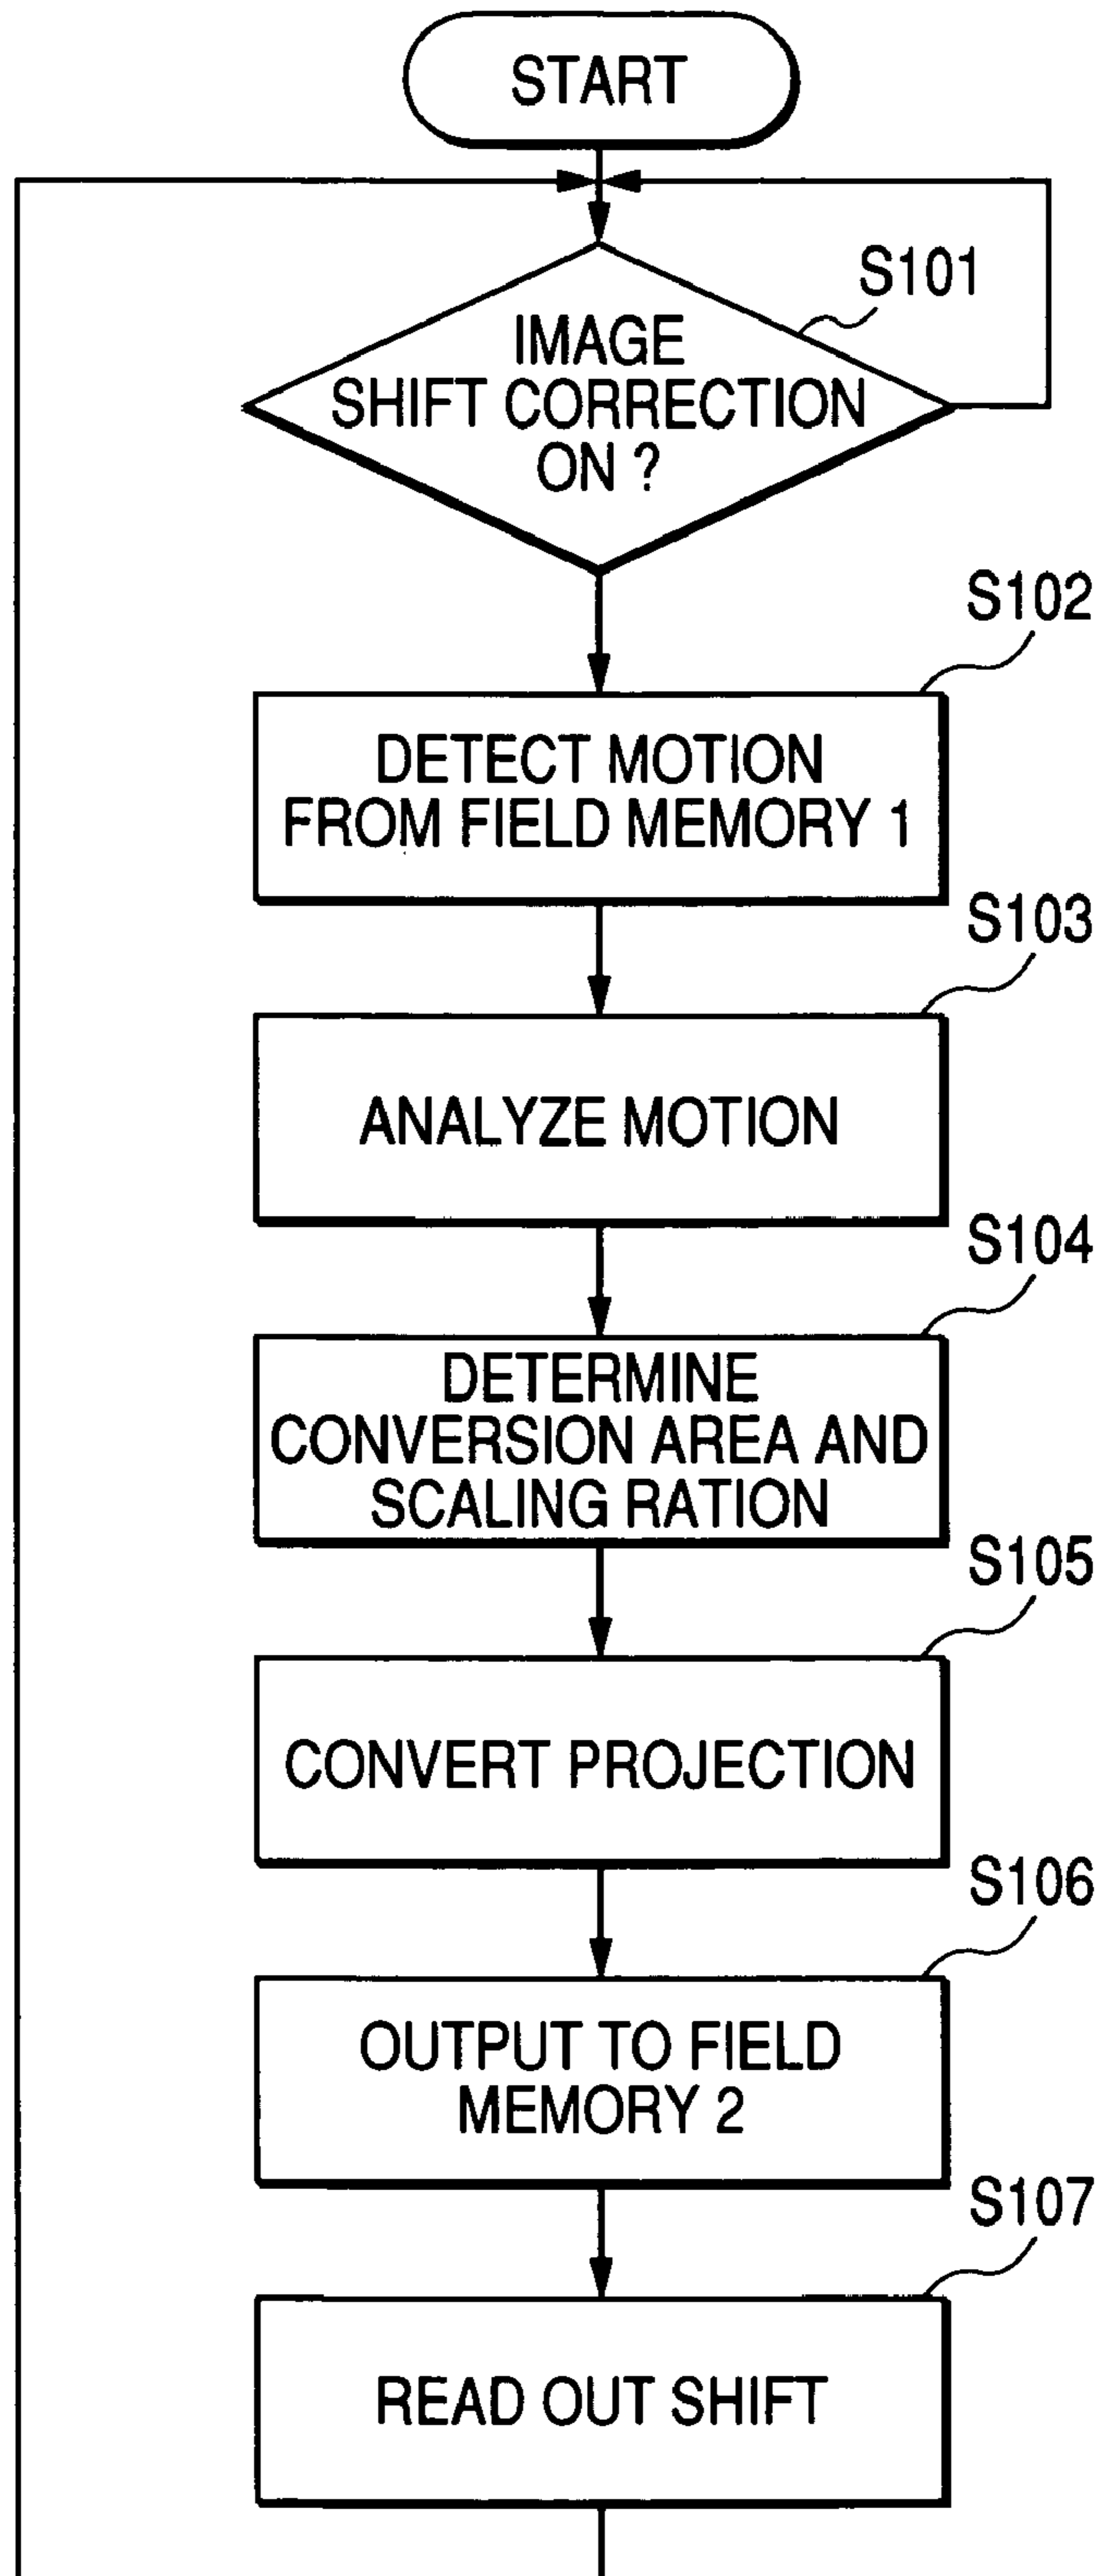 START
S101
IMAGE
SHIFT CORRECTION
ON ?
S102
DETECT MOTION
FROM FIELD MEMORY 1
S103
ANALYZE MOTION
S104
DETERMINE
CONVERSION AREA AND
SCALING RATION
S105
CONVERT PROJECTION
S106
OUTPUT TO FIELD
MEMORY 2
S107
READ OUT SHIFT